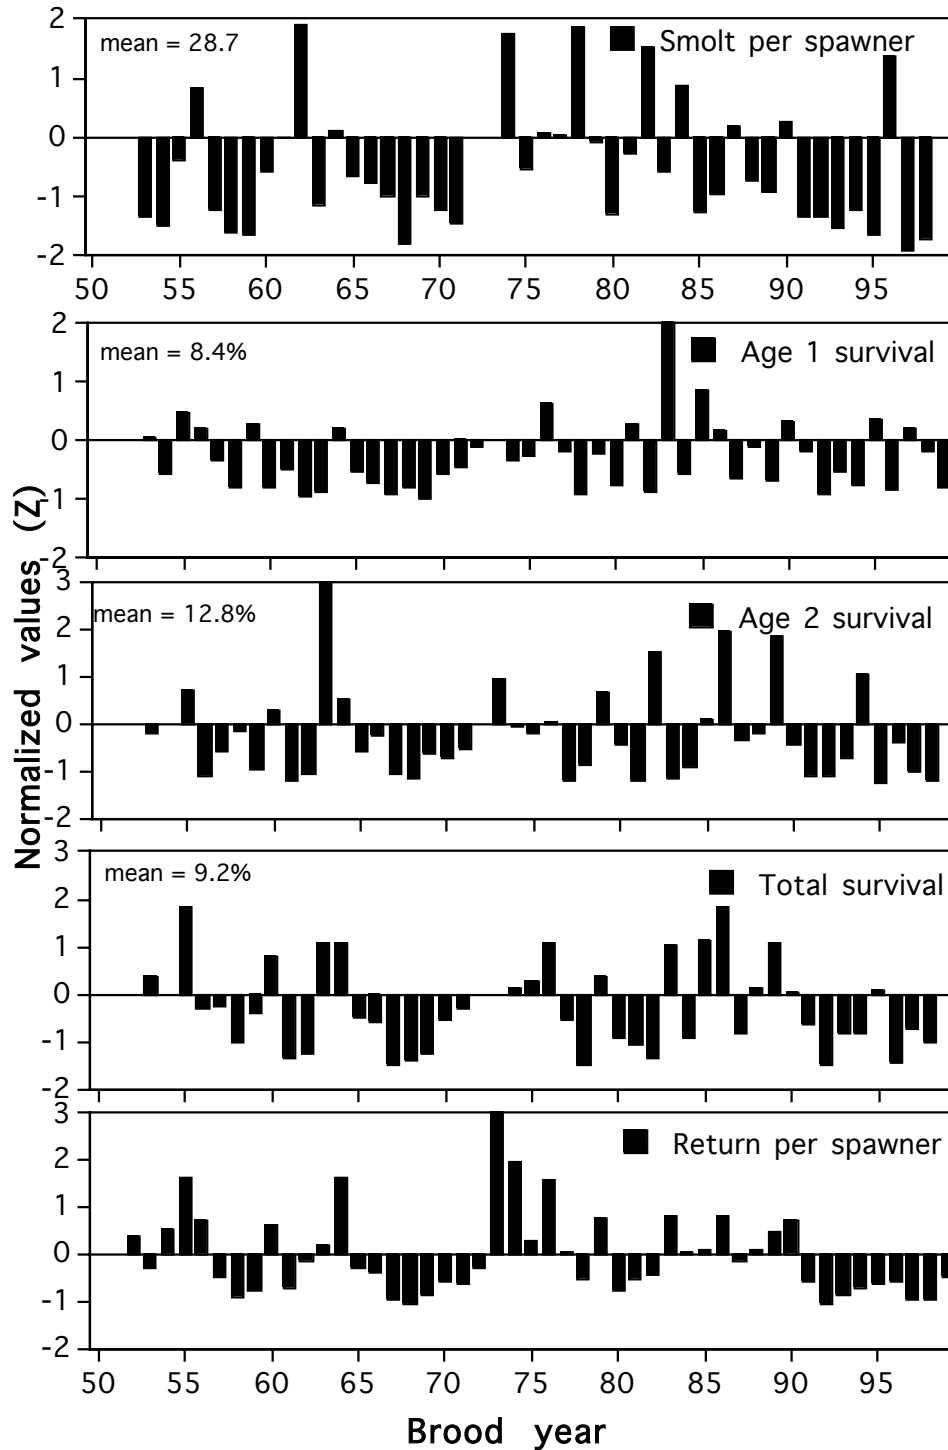 2
mean = 28.7
Smolt per spawner
1
0
-1
-2
50 55 60 65 70 75 80 85 90 95
2
mean = 8.4%
Age 1 survival
1
0
-1
-2
Normalized values (Z)
3
mean = 12.8%
Age 2 survival
2
1
0
-1
-2
3
mean = 9.2%
Total survival
2
1
0
-1
-2
3
Return per spawner
2
1
0
-1
-2
50 55 60 65 70 75 80 85 90 95
Brood year